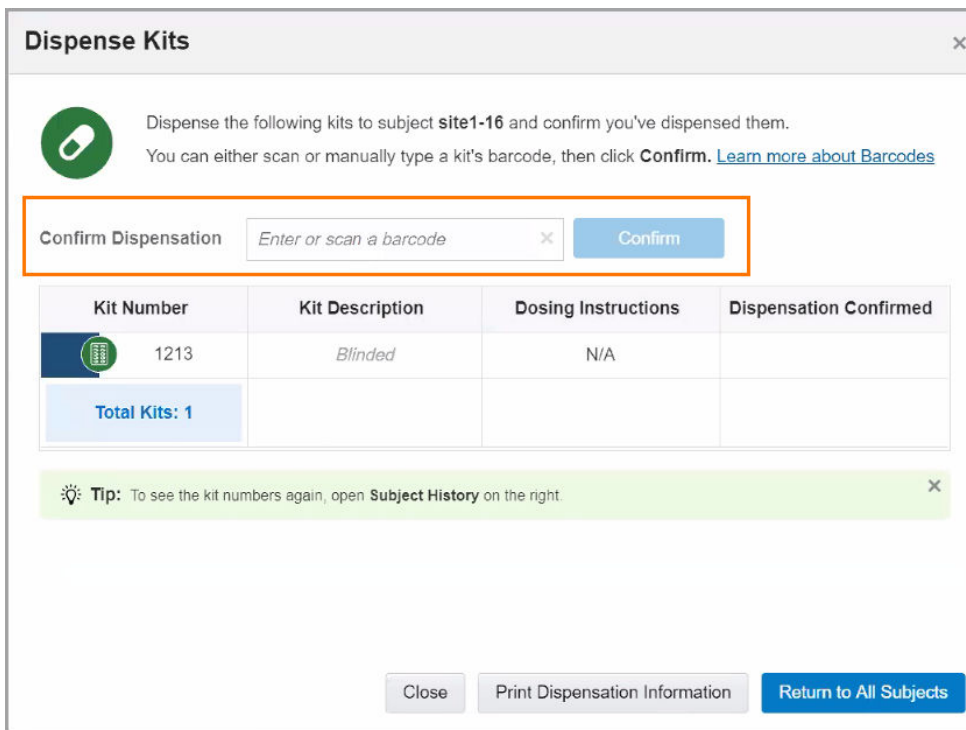 Dispense Kits
Dispense the following kits to subject site1-16 and confirm you've dispensed them.
You can either scan or manually type a kit's barcode, then click Confirm. Learn more about Barcodes
Confirm Dispensation Enter or scan a barcode Confirm
Kit Number Kit Description Dosing Instructions Dispensation Confirmed
1213 Blinded N/A
Total Kits: 1
Tip: To see the kit numbers again, open Subject History on the right.
Close Print Dispensation Information Return to All Subjects